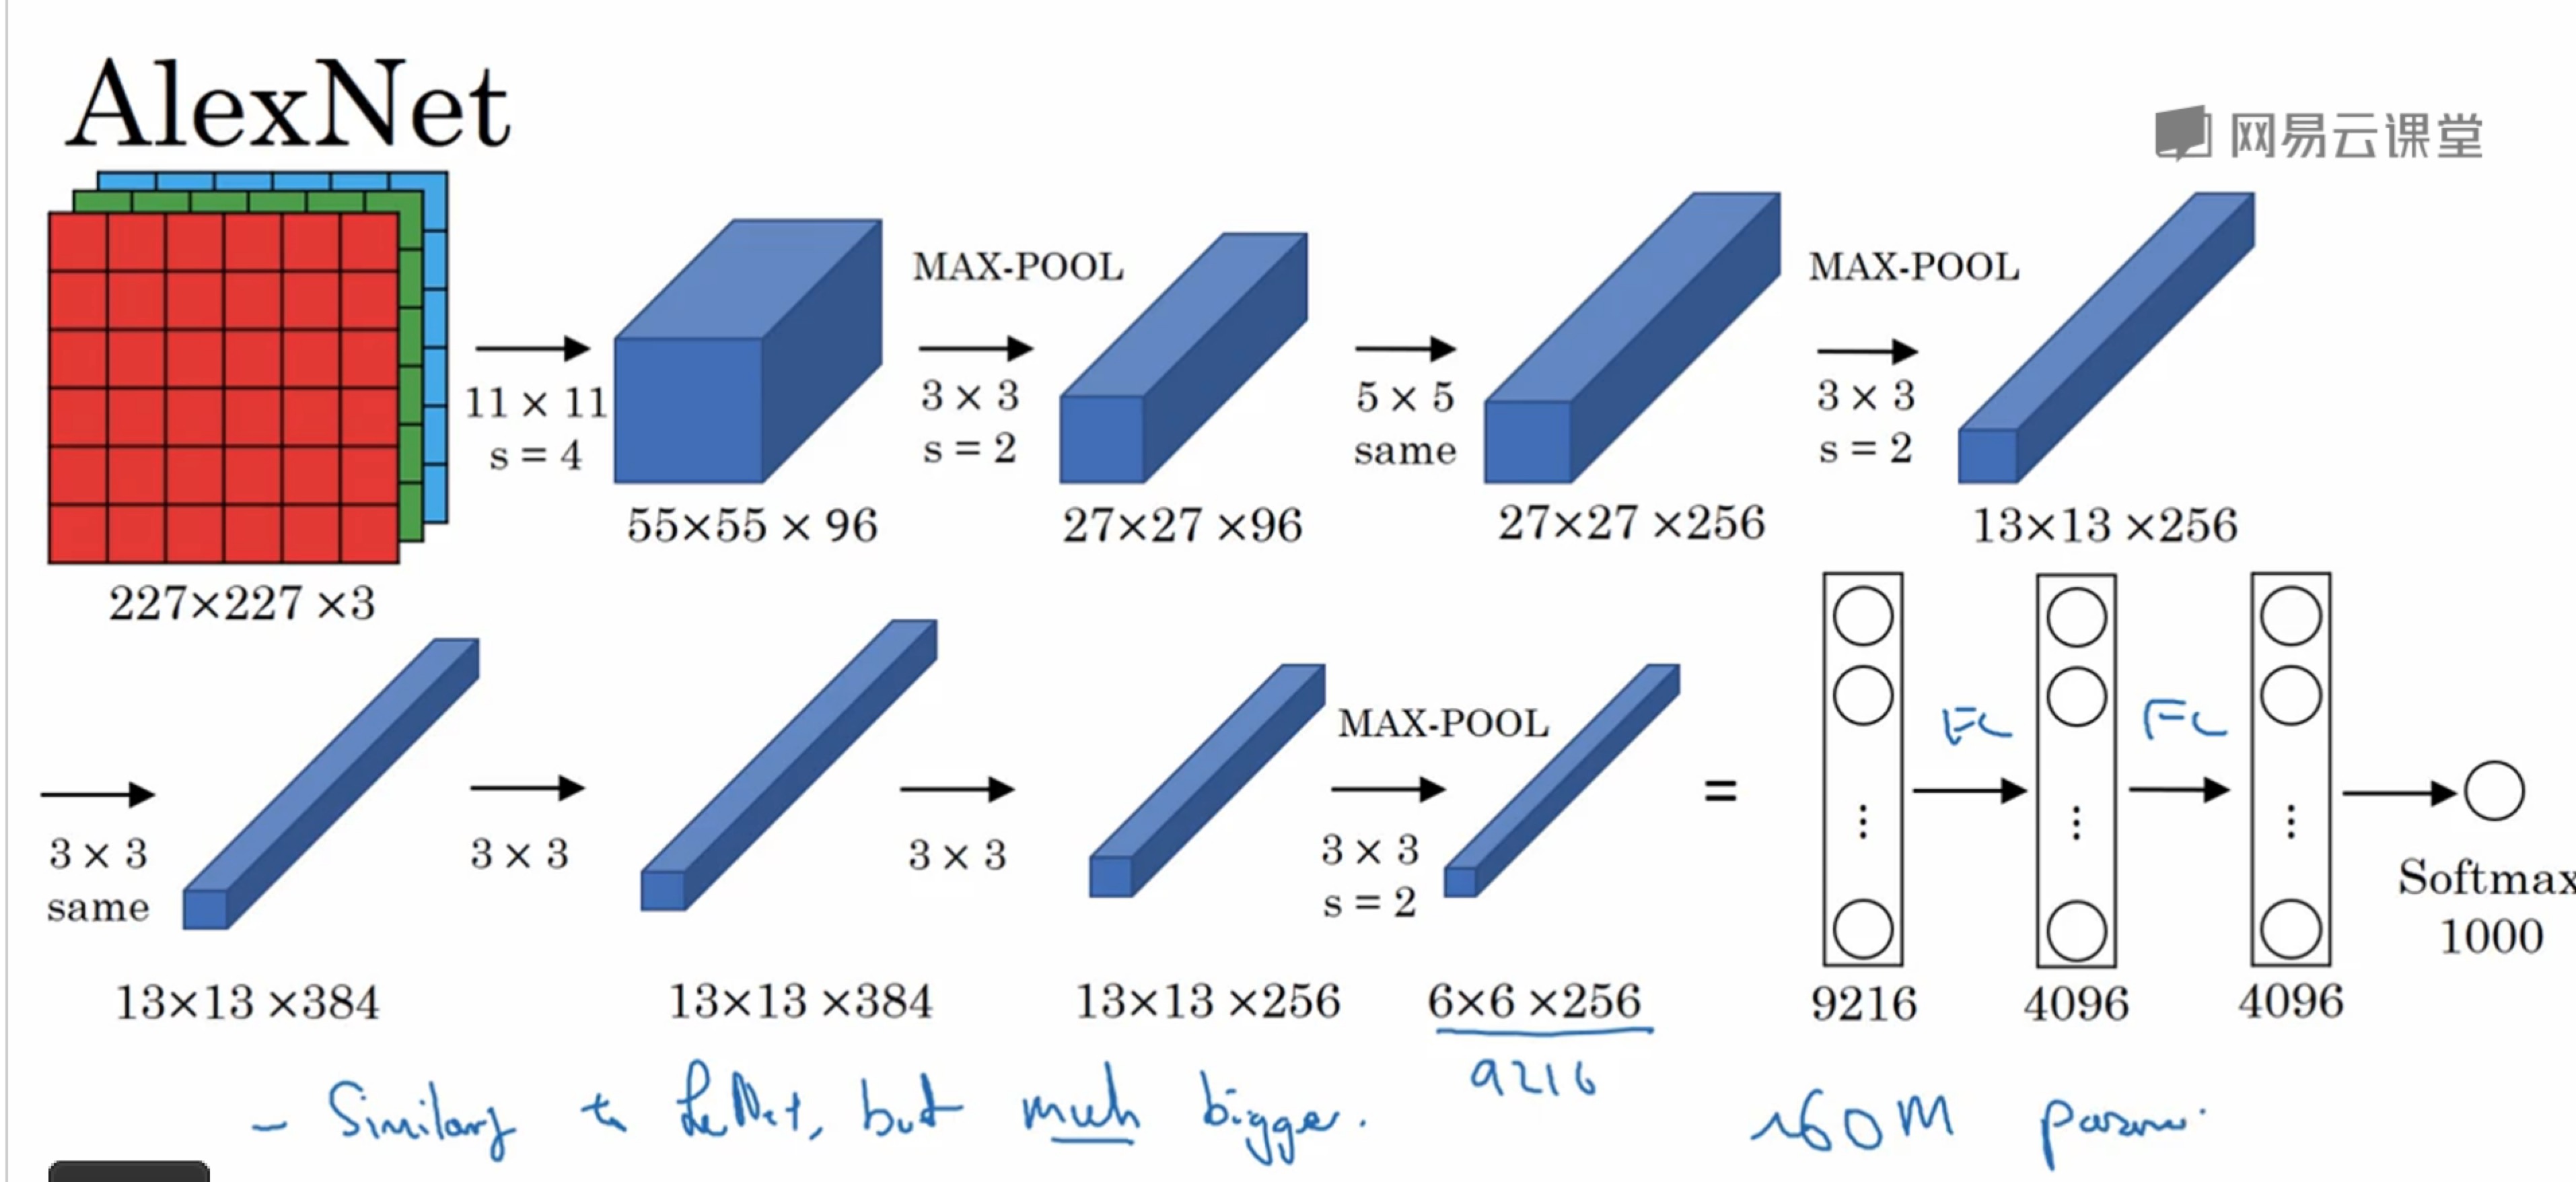 AlexNet
网易云课堂
MAX-POOL
MAX-POOL
11 × 11
s = 4
3 × 3
s = 2
5 × 5
same
3 × 3
s = 2
227×227 ×3
55×55 × 96
27×27 ×96
27×27 ×256
13×13 ×256
MAX-POOL
FC
FC
3 × 3
same
3 × 3
3 × 3
3 × 3
s = 2
Softmax
1000
13×13 ×384
13×13 ×384
13×13 ×256
6×6 ×256
=
9216
4096
4096
9216
- Similary to LeNet, but much bigger.
~60M param.